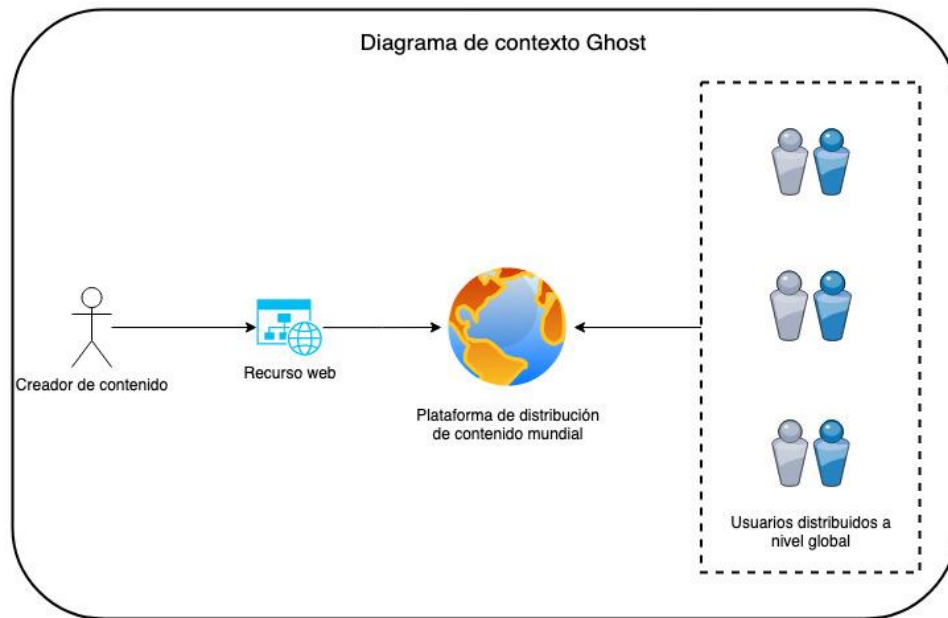 Diagrama de contexto Ghost
Creador de contenido
Recurso web
Plataforma de distribución
de contenido mundial
Usuarios distribuidos a
nivel global